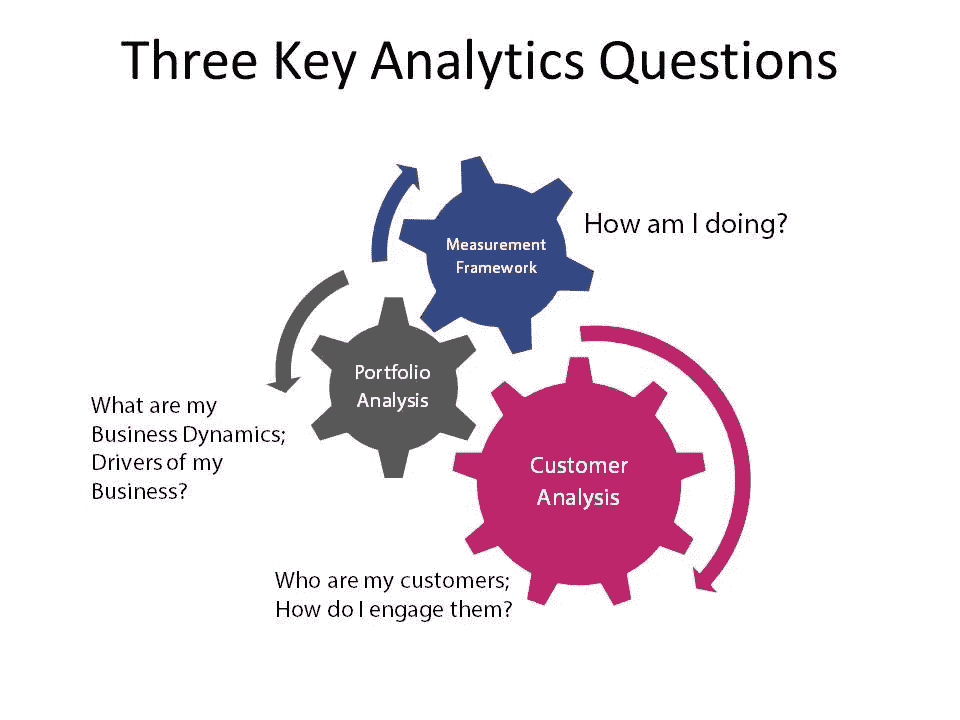 Three Key Analytics Questions
How am I doing?
Measurement
Framework
Portfolio
Analysis
What are my
Business Dynamics;
Drivers of my
Business?
Customer
Analysis
Who are my customers;
How do I engage them?